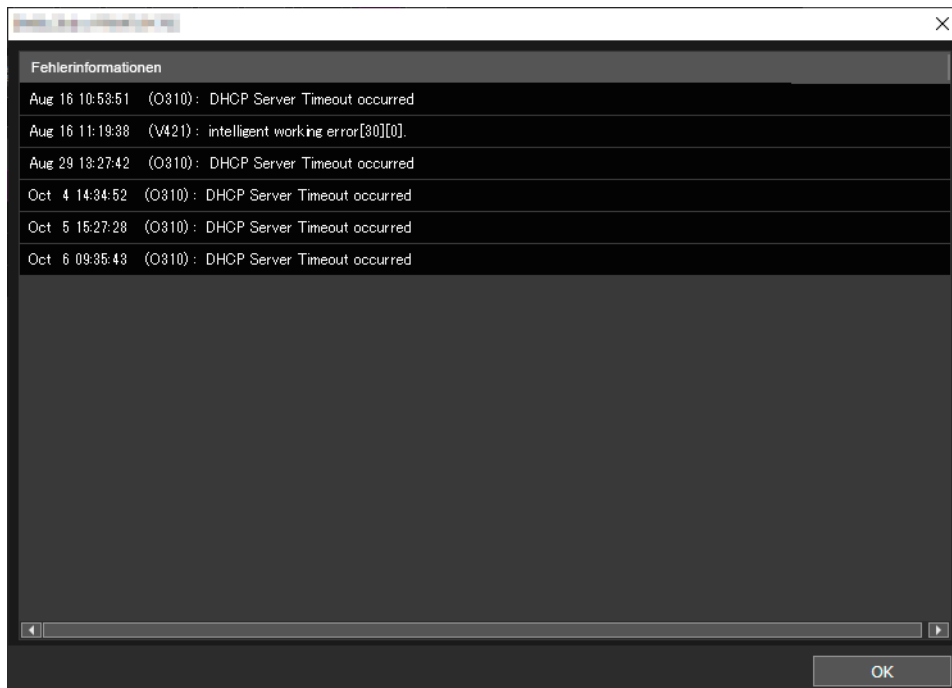 Fehlerinformationen
Aug 16 10:53:51 (O310) : DHCP Server Timeout occurred
Aug 16 11:19:38 (V421) : intelligent working error[30][0].
Aug 29 13:27:42 (O310) : DHCP Server Timeout occurred
Oct 4 14:34:52 (O310) : DHCP Server Timeout occurred
Oct 5 15:27:28 (O310) : DHCP Server Timeout occurred
Oct 6 09:35:43 (O310) : DHCP Server Timeout occurred
OK